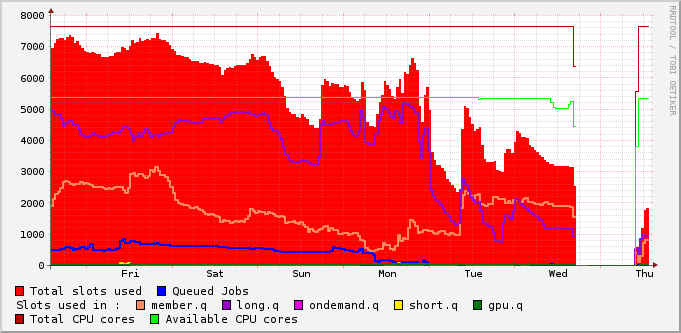 8000
7000
6000
5000
4000
3000
2000
1000
0
Fri Sat Sun Mon Tue Wed Thu
RRDTOOL / TOBI OETIKER
Total slots used Queued Jobs
Slots used in : member.q long.q ondemand.q short.q gpu.q
Total CPU cores Available CPU cores